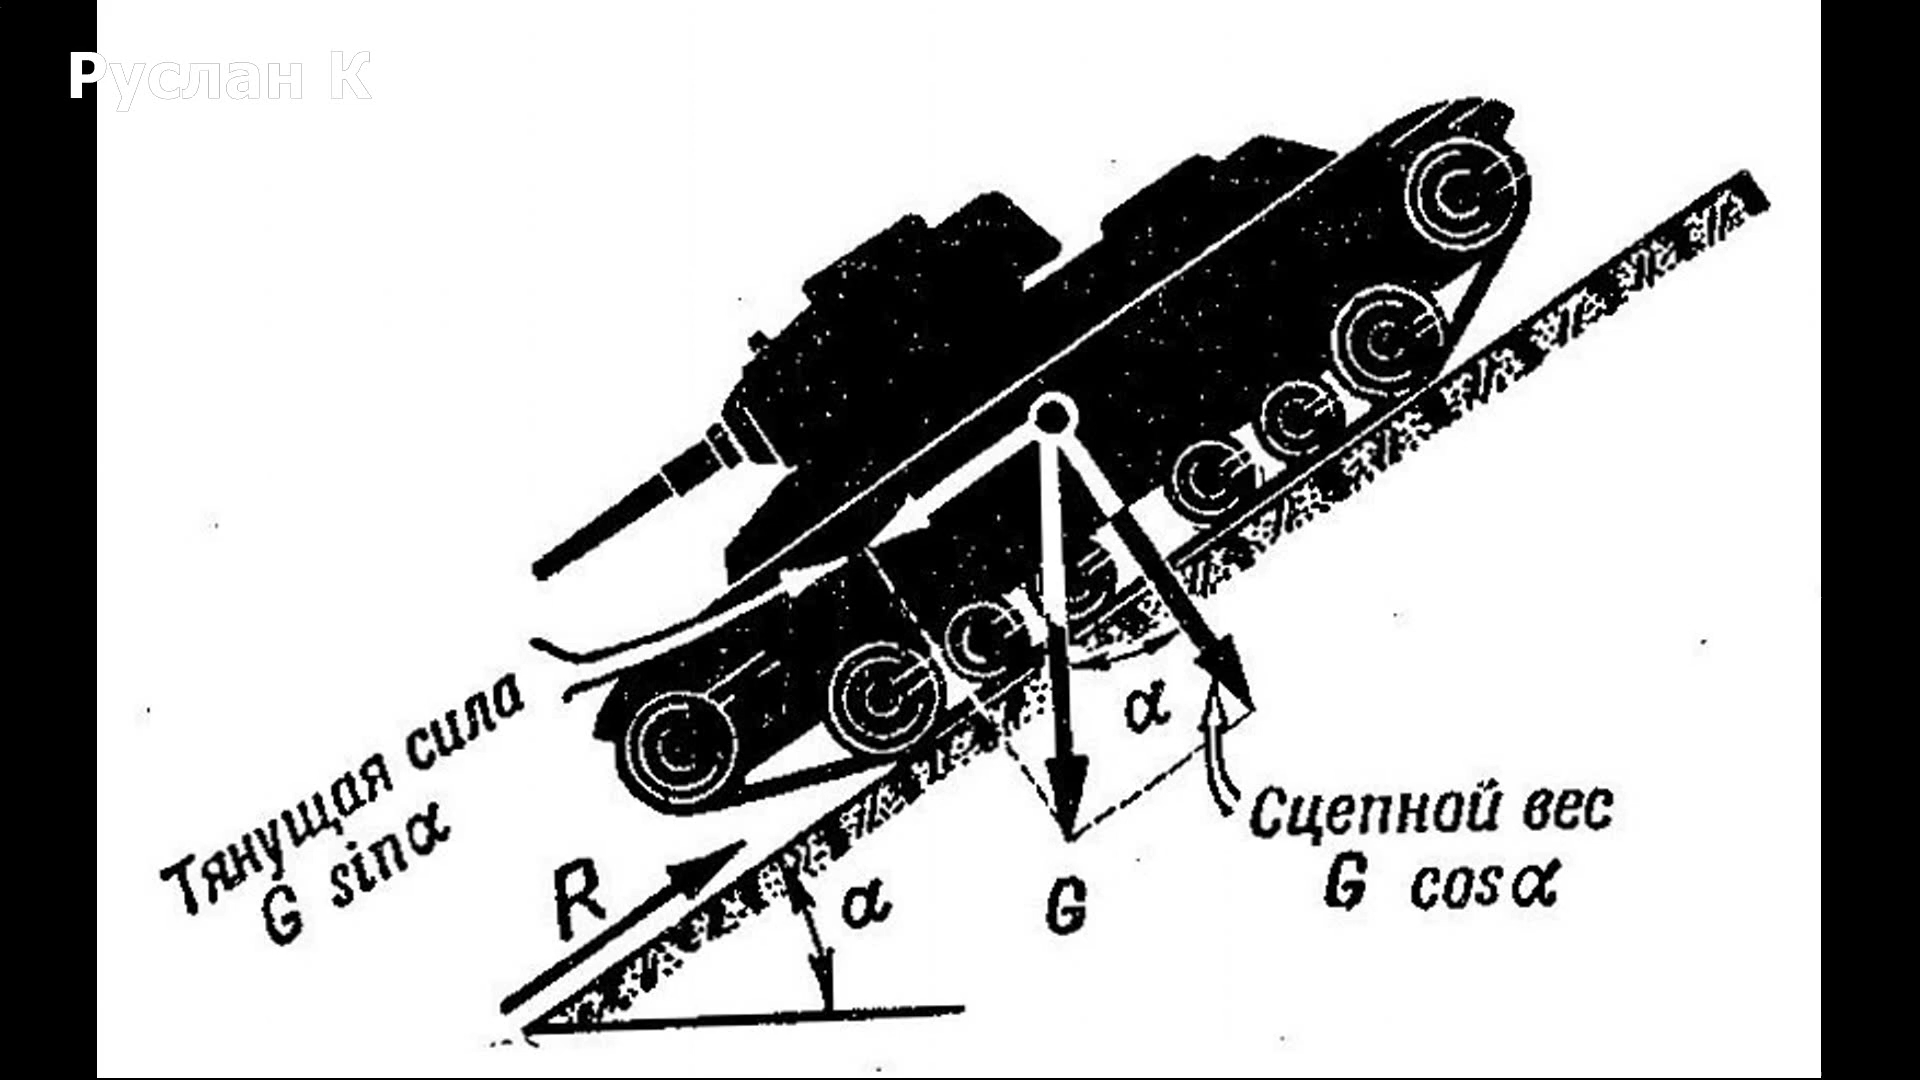 Руслан К
Тянущая сила
G sinα
R
α
G
α
Сцепной вес
G cosα